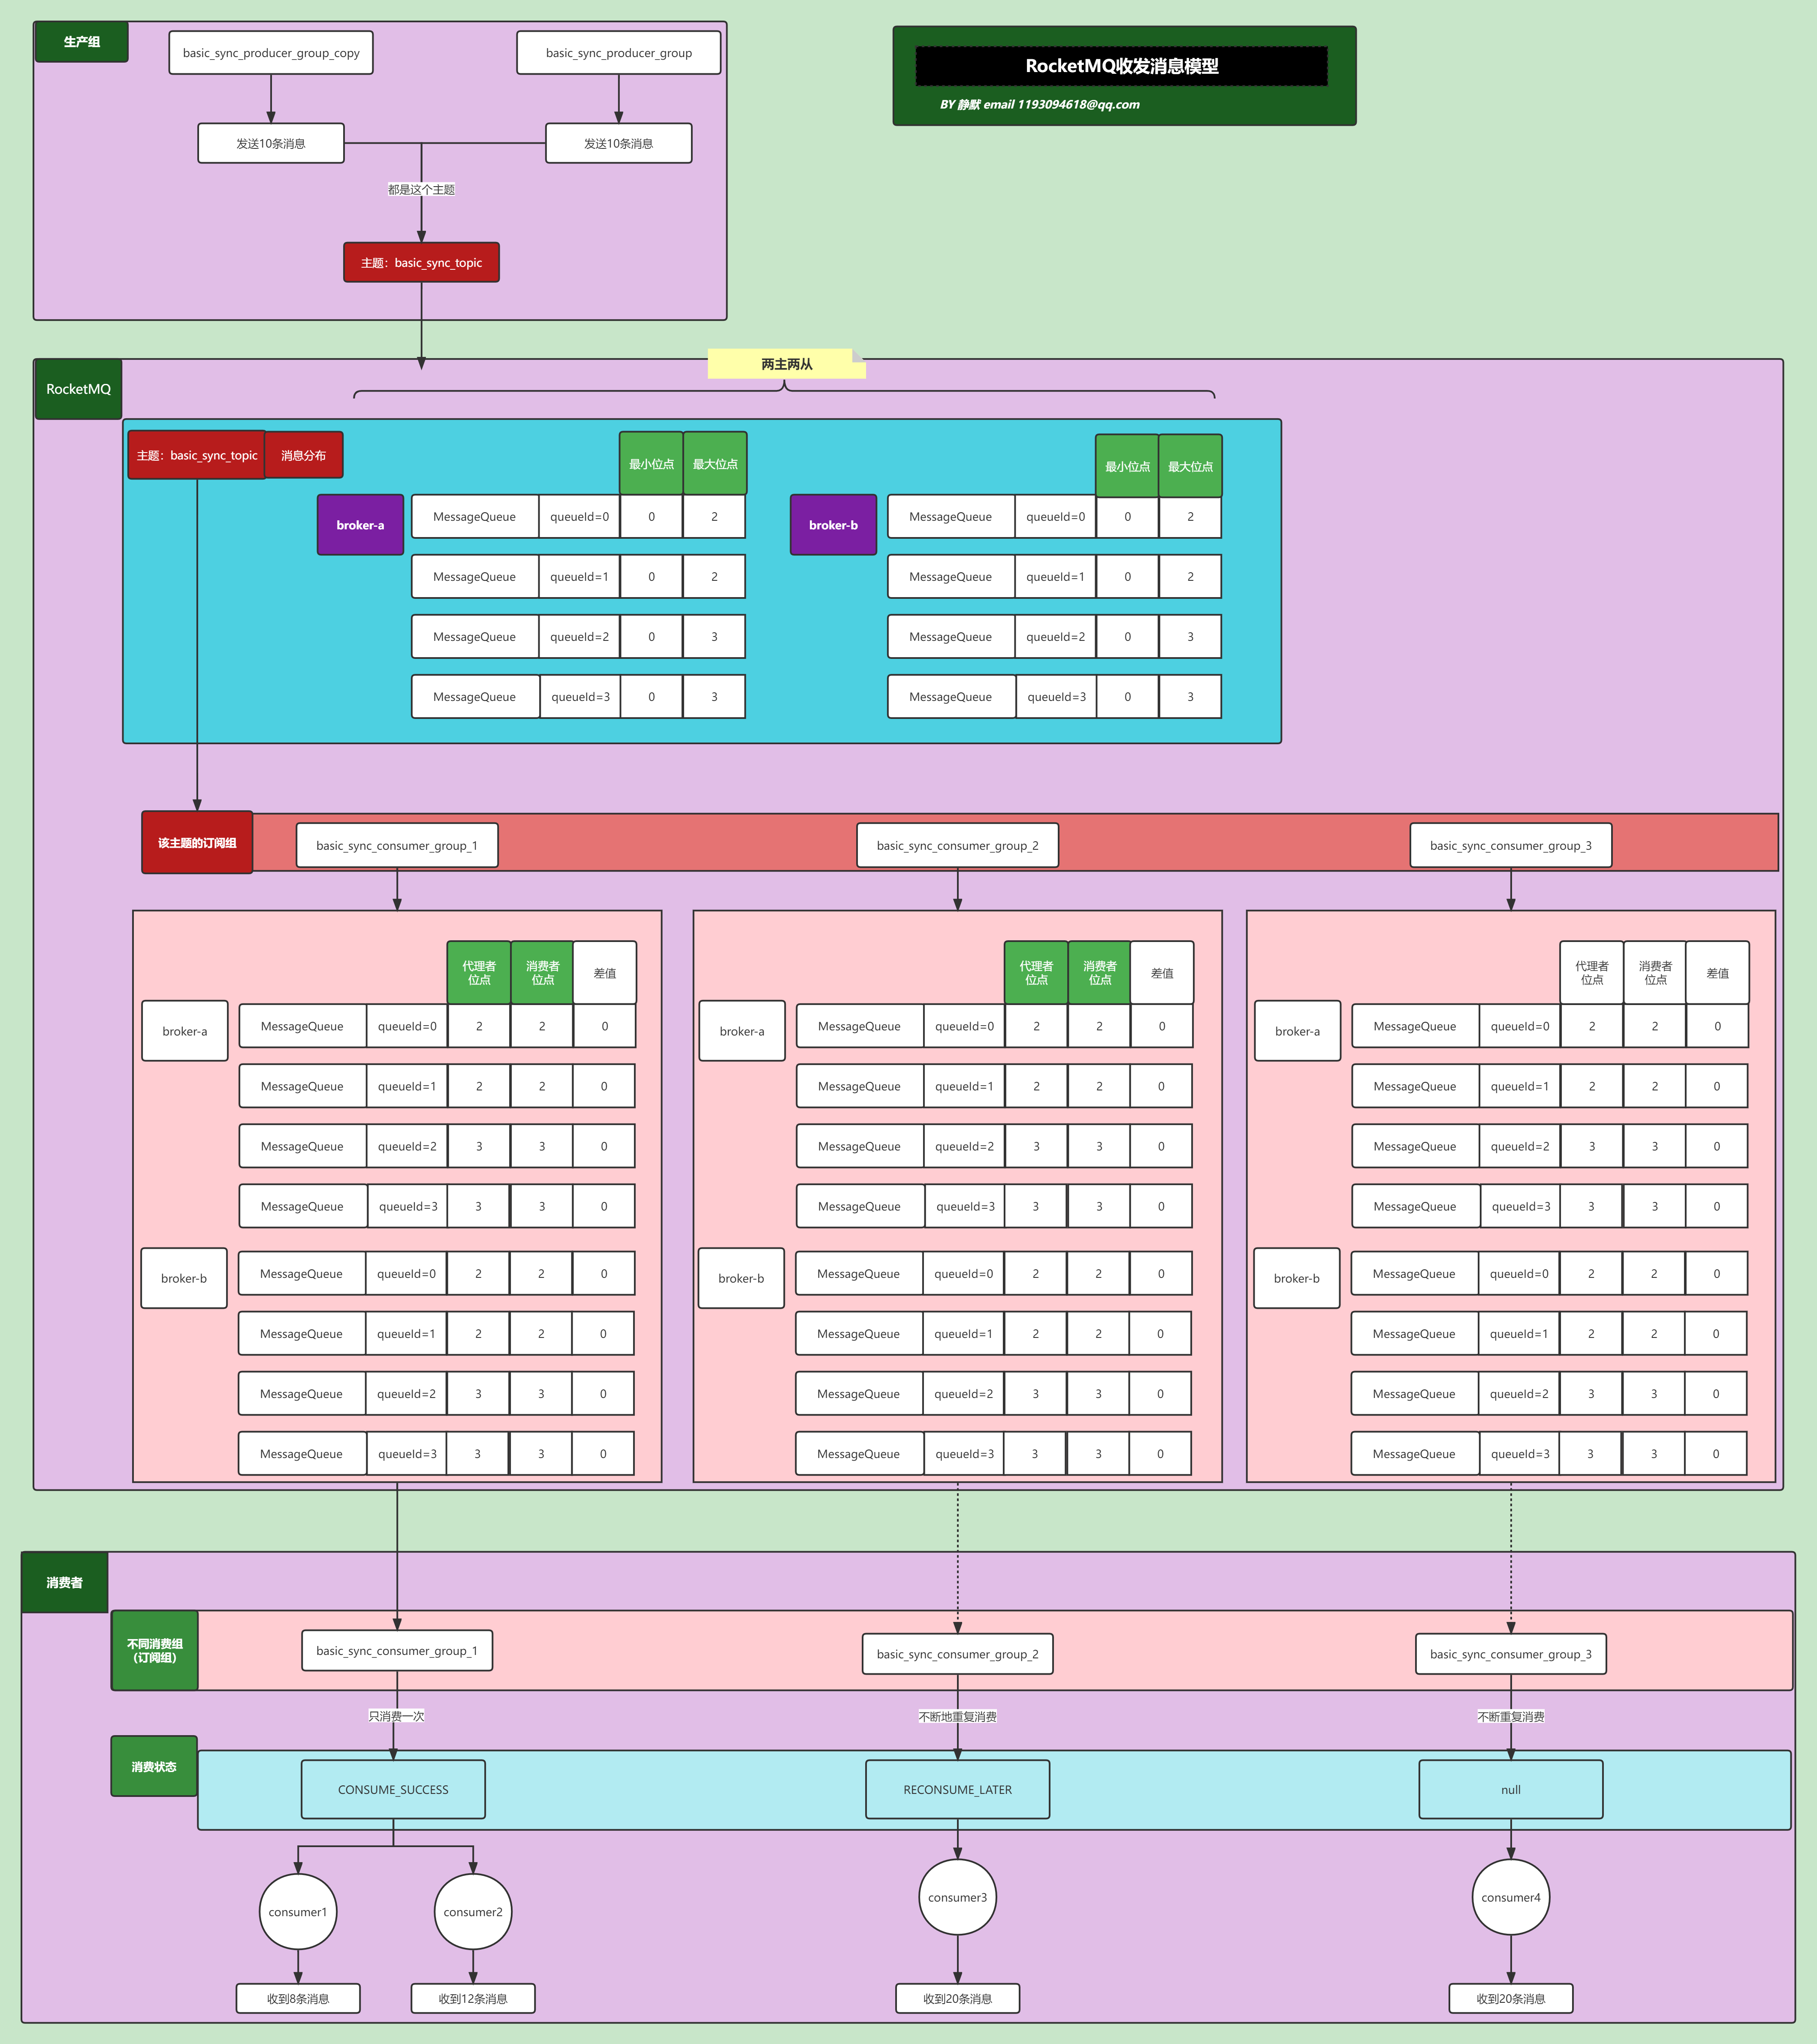 生产组
basic_sync_producer_group_copy
basic_sync_producer_group
RocketMQ收发消息模型
BY 静默 email 1193094618@qq.com
发送10条消息
发送10条消息
都是这个主题
主题：basic_sync_topic
两主两从
RocketMQ
主题：basic_sync_topic 消息分布
最小位点 最大位点
最小位点 最大位点
broker-a
MessageQueue queueId=0 0 2
MessageQueue queueId=1 0 2
MessageQueue queueId=2 0 3
MessageQueue queueId=3 0 3
broker-b
MessageQueue queueId=0 0 2
MessageQueue queueId=1 0 2
MessageQueue queueId=2 0 3
MessageQueue queueId=3 0 3
该主题的订阅组
basic_sync_consumer_group_1
basic_sync_consumer_group_2
basic_sync_consumer_group_3
代理者
位点
消费者
位点
差值
broker-a
MessageQueue queueId=0 2 2 0
MessageQueue queueId=1 2 2 0
MessageQueue queueId=2 3 3 0
MessageQueue queueId=3 3 3 0
broker-b
MessageQueue queueId=0 2 2 0
MessageQueue queueId=1 2 2 0
MessageQueue queueId=2 3 3 0
MessageQueue queueId=3 3 3 0
代理者
位点
消费者
位点
差值
broker-a
MessageQueue queueId=0 2 2 0
MessageQueue queueId=1 2 2 0
MessageQueue queueId=2 3 3 0
MessageQueue queueId=3 3 3 0
broker-b
MessageQueue queueId=0 2 2 0
MessageQueue queueId=1 2 2 0
MessageQueue queueId=2 3 3 0
MessageQueue queueId=3 3 3 0
代理者
位点
消费者
位点
差值
broker-a
MessageQueue queueId=0 2 2 0
MessageQueue queueId=1 2 2 0
MessageQueue queueId=2 3 3 0
MessageQueue queueId=3 3 3 0
broker-b
MessageQueue queueId=0 2 2 0
MessageQueue queueId=1 2 2 0
MessageQueue queueId=2 3 3 0
MessageQueue queueId=3 3 3 0
消费者
不同消费组
（订阅组）
basic_sync_consumer_group_1
basic_sync_consumer_group_2
basic_sync_consumer_group_3
只消费一次
不断地重复消费
不断重复消费
消费状态
CONSUME_SUCCESS
RECONSUME_LATER
null
consumer1
consumer2
consumer3
consumer4
收到8条消息
收到12条消息
收到20条消息
收到20条消息